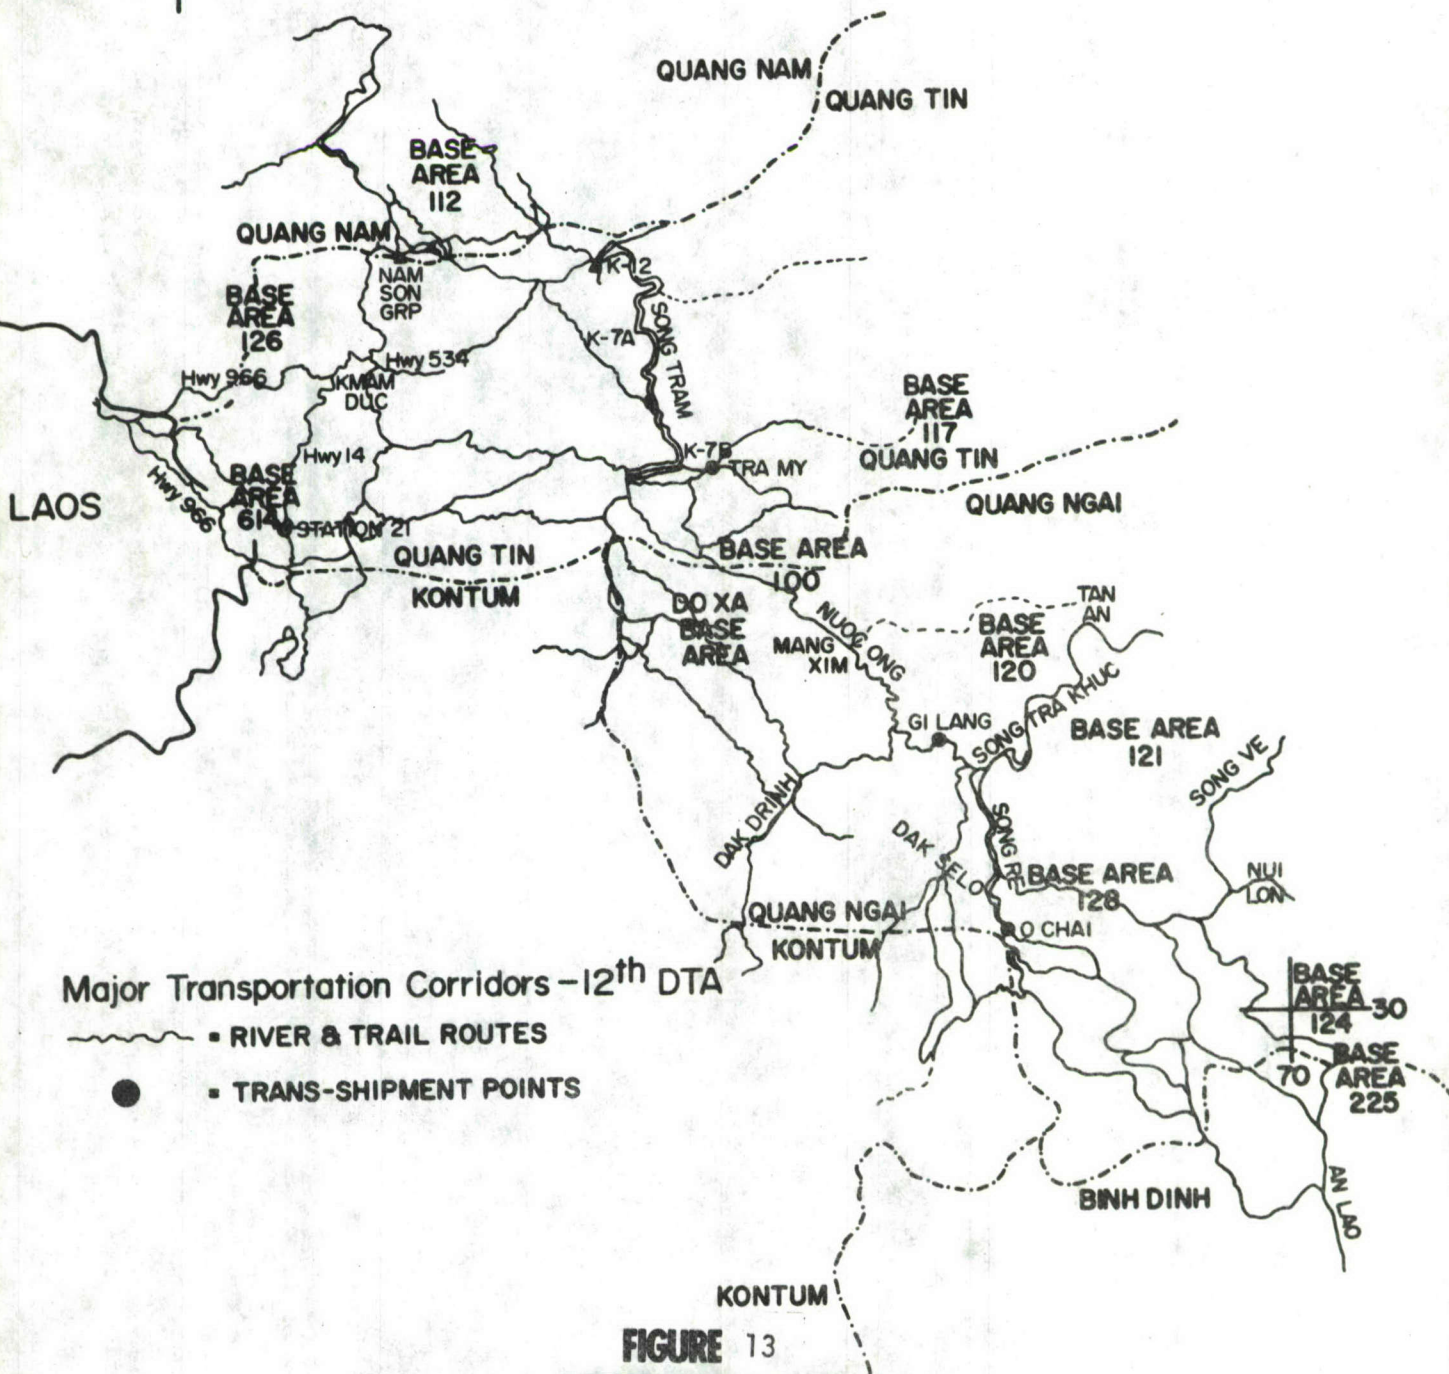 QUANG NAM
QUANG TIN
BASE
AREA
112
QUANG NAM
NAM
SON
GRP
K-12
BASE
AREA
126
SONG TRAM
K-7A
Hwy 534
Hwy 966
KMAM
DUC
BASE
AREA
117
Hwy 14
K-7B
TRA MY
QUANG TIN
QUANG NGAI
LAOS
Hwy 966
BASE
AREA
614
STATION 21
QUANG TIN
KONTUM
BASE AREA
100
DO XA
BASE
AREA
NUOC ONG
MANG
XIM
TAN
AN
BASE
AREA
120
GI LANG
SONG TRA KHUC
BASE AREA
121
SONG VE
DAK DRINH
DAK SELO
SONG RE
BASE AREA
128
NUI
LON
QUANG NGAI
KONTUM
O CHAI
Major Transportation Corridors - 12th DTA
= RIVER & TRAIL ROUTES
= TRANS-SHIPMENT POINTS
BASE
AREA
124
30
70
BASE
AREA
225
BINH DINH
AN LAO
KONTUM
FIGURE 13